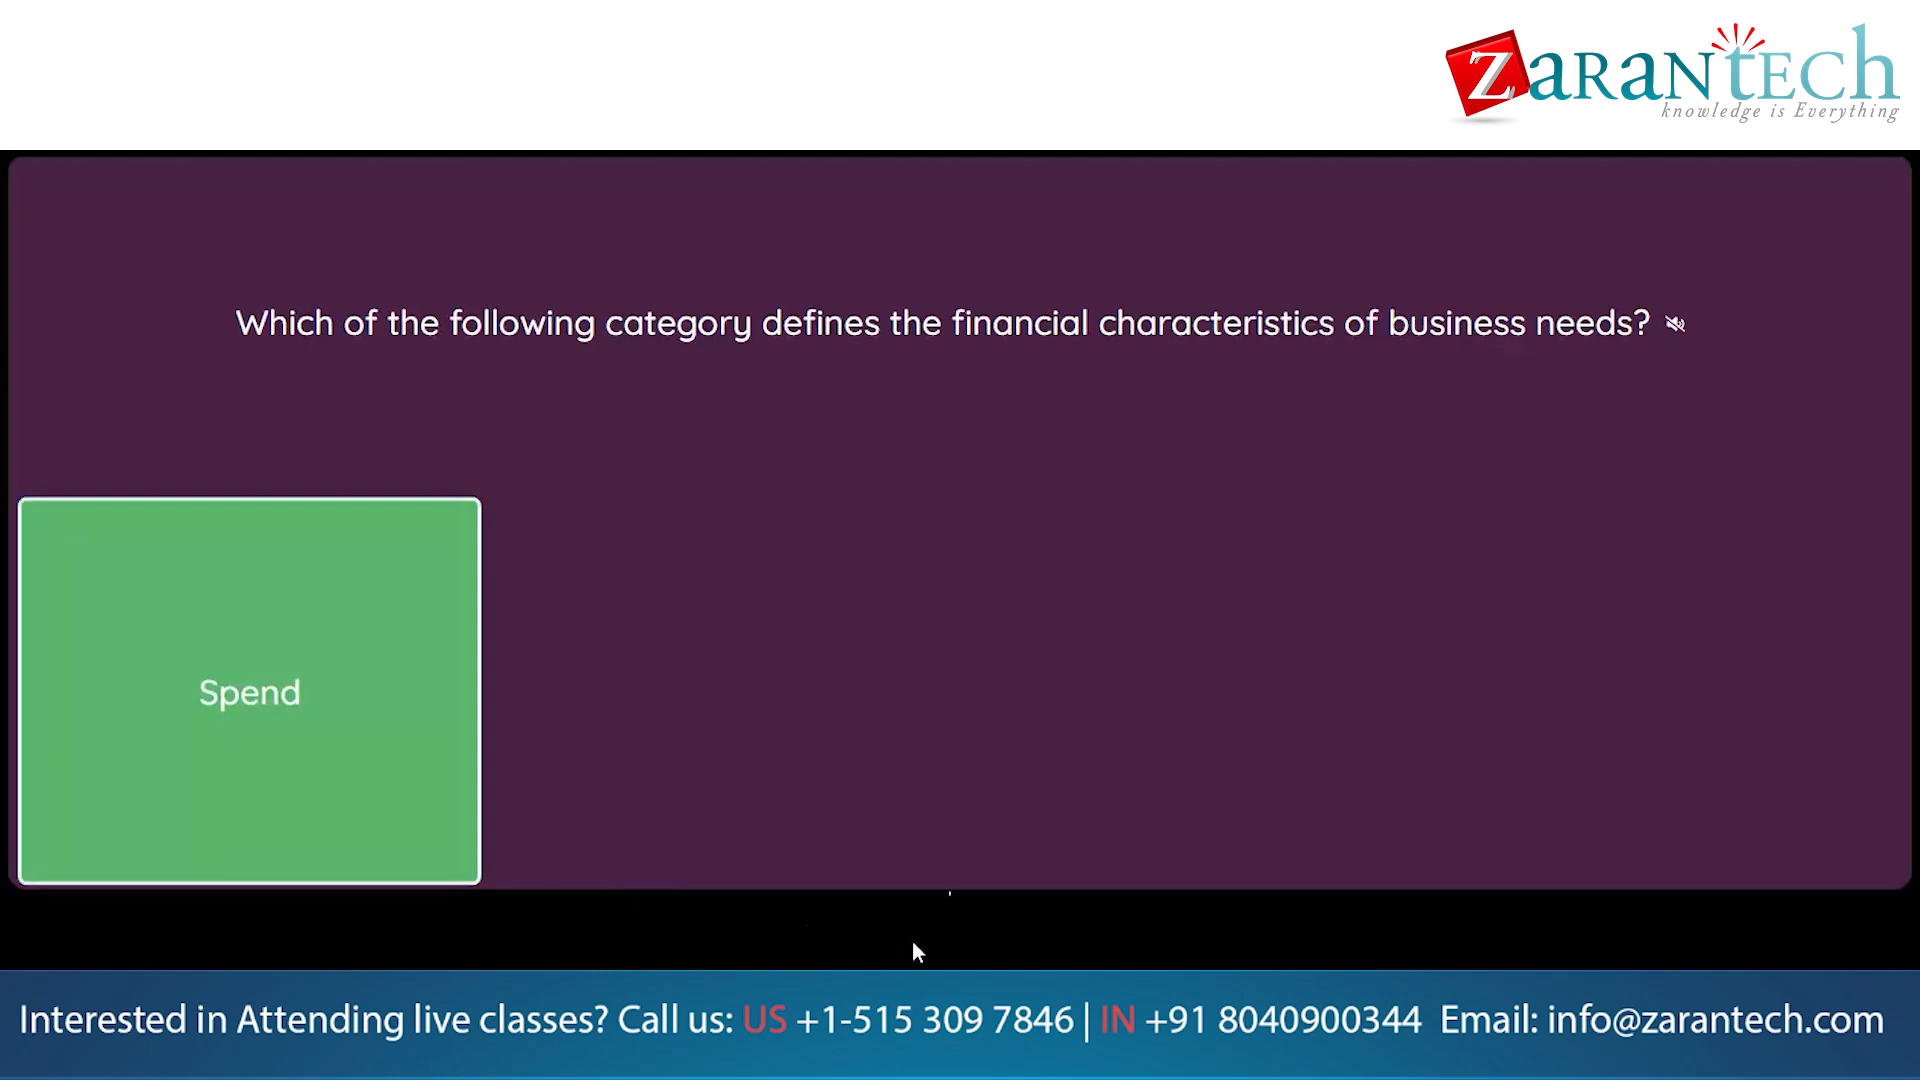 ZaranTech
knowledge is Everything
Which of the following category defines the financial characteristics of business needs?
Spend
Interested in Attending live classes? Call us: US +1-515 309 7846 | IN +91 8040900344 Email: info@zarantech.com